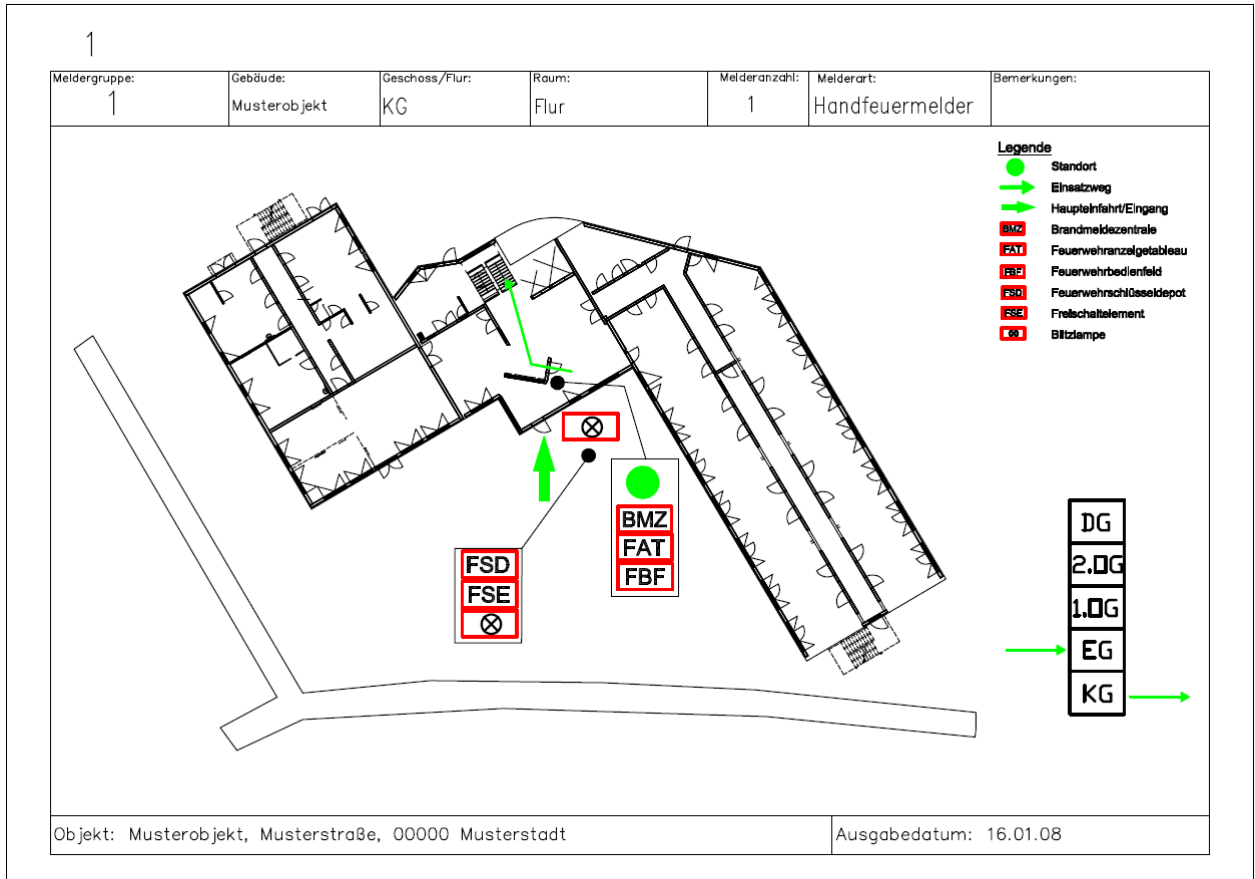 1
Meldergruppe: Gebäude: Geschoss/Flur: Raum: Melderanzahl: Melderart: Bemerkungen:
1 Musterobjekt KG Flur 1 Handfeuermelder
Legende
Standort
Einsatzweg
Haupteinfahrt/Eingang
BMZ Brandmeldezentrale
FAT Feuerwehranzeigetableau
FBF Feuerwehrbedienfeld
FSD Feuerwehrschlüsseldepot
FSE Freischaltelement
Blitzlampe
BMZ
FAT
FBF
FSD
FSE
DG
2.OG
1.OG
EG
KG
Objekt: Musterobjekt, Musterstraße, 00000 Musterstadt Ausgabedatum: 16.01.08